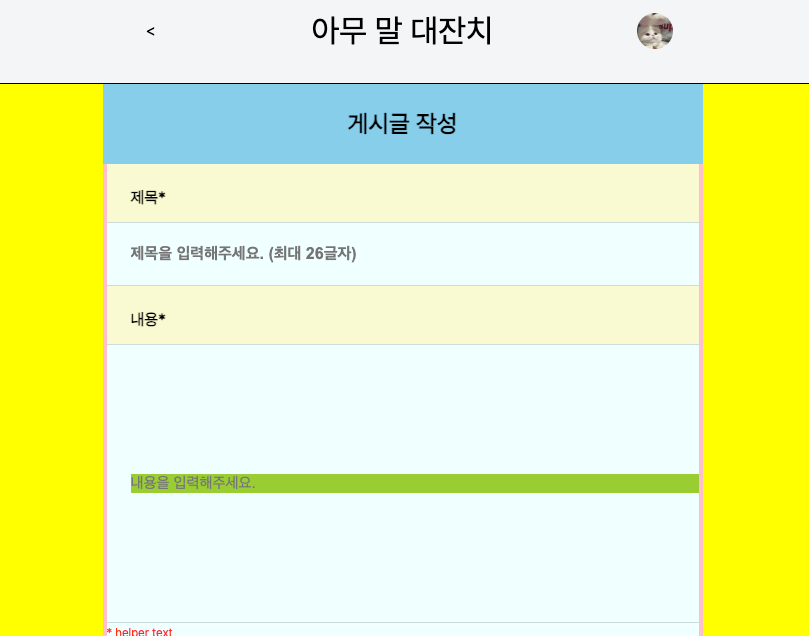 <
아무 말 대잔치
게시글 작성
제목*
제목을 입력해주세요. (최대 26글자)
내용*
내용을 입력해주세요.
* helper text